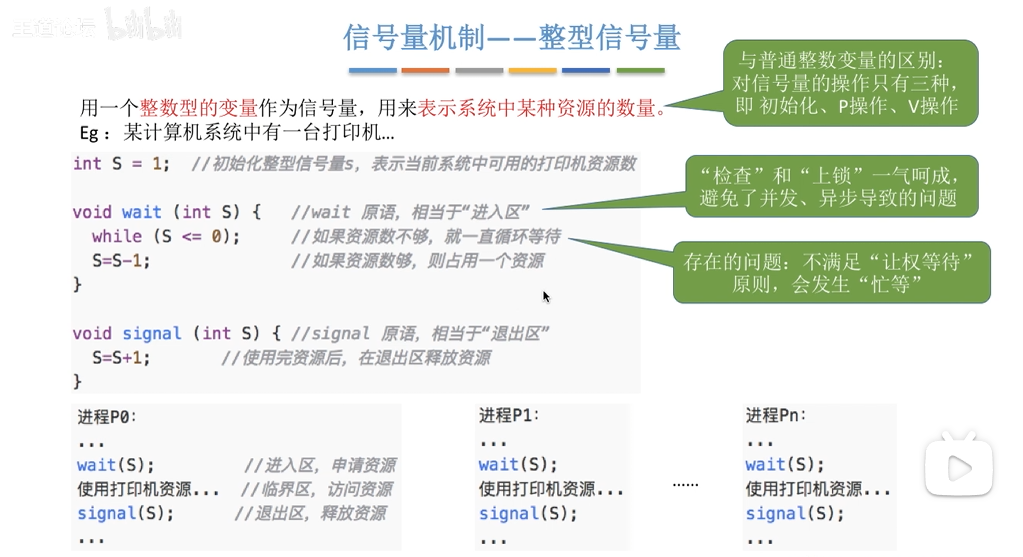 王道论坛 bilibili
信号量机制——整型信号量
与普通整数变量的区别：
对信号量的操作只有三种，
即 初始化、P操作、V操作
用一个整数型的变量作为信号量，用来表示系统中某种资源的数量。
Eg：某计算机系统中有一台打印机...
int S = 1; //初始化整型信号量s，表示当前系统中可用的打印机资源数
“检查”和“上锁”一气呵成，
避免了并发、异步导致的问题
void wait (int S) { //wait 原语，相当于“进入区”
while (S <= 0); //如果资源数不够，就一直循环等待
S=S-1; //如果资源数够，则占用一个资源
}
存在的问题：不满足“让权等待”
原则，会发生“忙等”
void signal (int S) { //signal 原语，相当于“退出区”
S=S+1; //使用完资源后，在退出区释放资源
}
进程P0：
...
wait(S); //进入区，申请资源
使用打印机资源... //临界区，访问资源
signal(S); //退出区，释放资源
...
进程P1：
...
wait(S);
使用打印机资源...
signal(S);
...
......
进程Pn：
...
wait(S);
使用打印机资源...
signal(S);
...